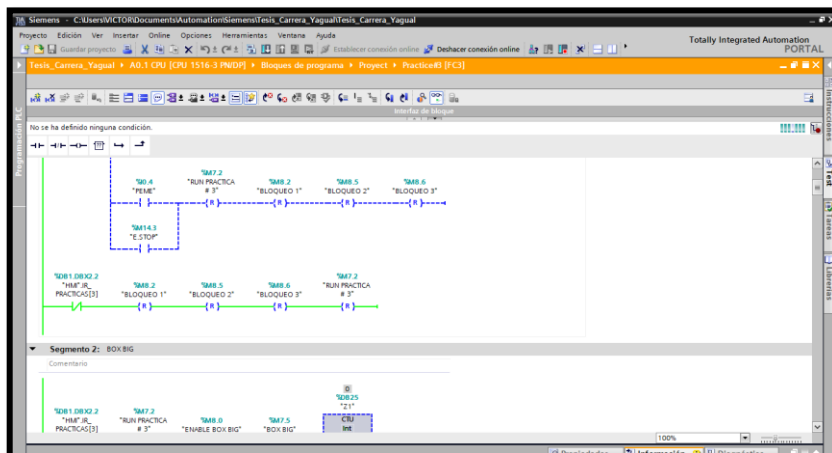 Siemens - C:\Users\VICTOR\Documents\Automation\Siemens\Tesis_Carrera_Yagual\Tesis_Carrera_Yagual
Proyecto Edición Ver Insertar Online Opciones Herramientas Ventana Ayuda
Guardar proyecto Establecer conexión online Deshacer conexión online
Totally Integrated Automation
PORTAL
Tesis_Carrera_Yagual ▸ A0.1 CPU [CPU 1516-3 PN/DP] ▸ Bloques de programa ▸ Proyect ▸ Practice#3 [FC3]
Interfaz de bloque
No se ha definido ninguna condición.
Programación PLC
Instrucciones
Test
Tareas
Librerías
%I0.4
"PEME"
%M7.2
"RUN PRACTICA
# 3"
%M8.2
"BLOQUEO 1"
%M8.5
"BLOQUEO 2"
%M8.6
"BLOQUEO 3"
R R R R
%M14.3
"E.STOP"
%DB1.DBX2.2
"HMI".IR_
PRACTICAS[3]
%M8.2
"BLOQUEO 1"
%M8.5
"BLOQUEO 2"
%M8.6
"BLOQUEO 3"
%M7.2
"RUN PRACTICA
# 3"
R R R R
Segmento 2: BOX BIG
Comentario
0
%DB25
"Z1"
CTU
Int
%DB1.DBX2.2
"HMI".IR_
PRACTICAS[3]
%M7.2
"RUN PRACTICA
# 3"
%M8.0
"ENABLE BOX BIG"
%M7.5
"BOX BIG"
100%
Propiedades Información Diagnóstico